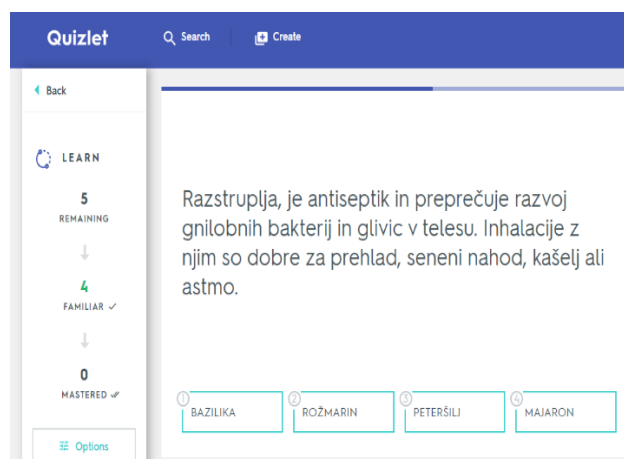 Quizlet
Search
Create
Back
LEARN
5
REMAINING
4
FAMILIAR
0
MASTERED
Options
Razstruplja, je antiseptik in preprečuje razvoj
gnilobnih bakterij in glivic v telesu. Inhalacije z
njim so dobre za prehlad, seneni nahod, kašelj ali
astmo.
1 BAZILIKA
2 ROŽMARIN
3 PETERŠILJ
4 MAJARON